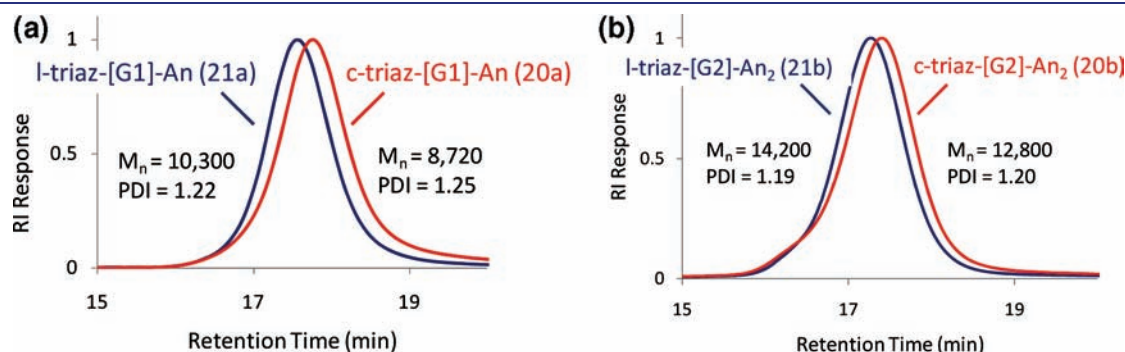 (a)
1
l-triaz-[G1]-An (21a)
c-triaz-[G1]-An (20a)
RI Response
0.5
Mn = 10,300
PDI = 1.22
Mn = 8,720
PDI = 1.25
0
15
17
19
Retention Time (min)
(b)
1
l-triaz-[G2]-An2 (21b)
c-triaz-[G2]-An2 (20b)
RI Response
0.5
Mn = 14,200
PDI = 1.19
Mn = 12,800
PDI = 1.20
0
15
17
19
Retention Time (min)